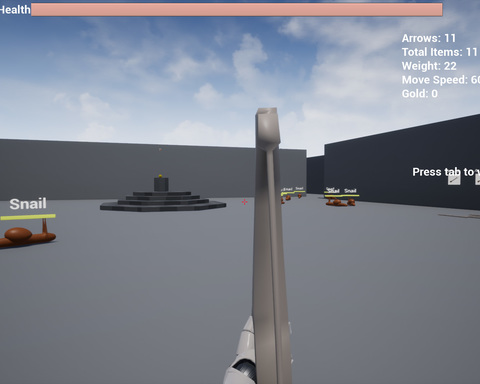 Health
Arrows: 11
Total Items: 11
Weight: 22
Move Speed: 60
Gold: 0
Press tab to
Snail
Snail